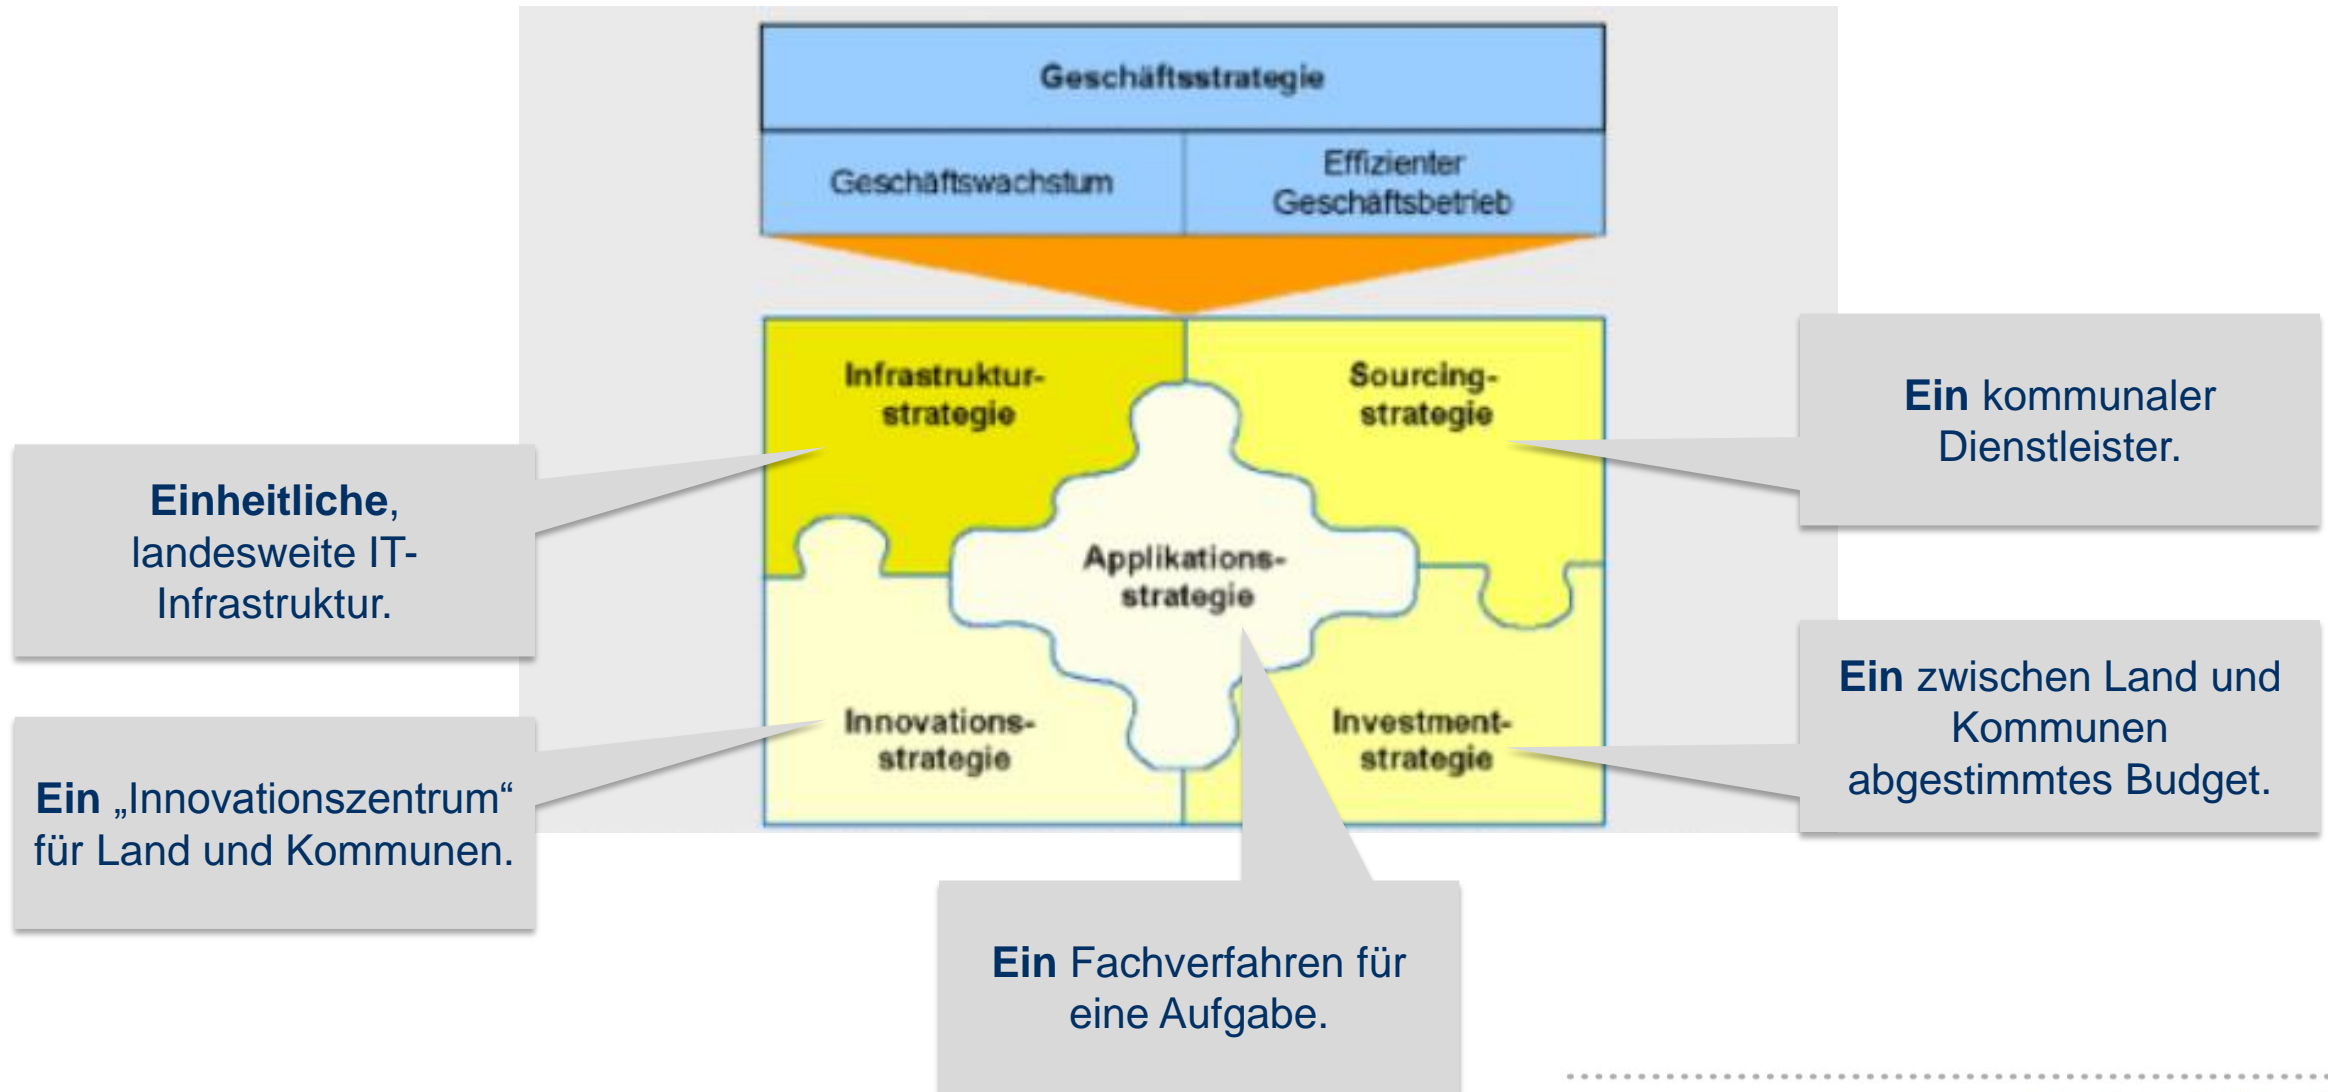 Geschäftsstrategie
Geschäftswachstum
Effizienter
Geschäftsbetrieb
Infrastruktur-
strategie
Sourcing-
strategie
Applikations-
strategie
Innovations-
strategie
Investment-
strategie
Einheitliche,
landesweite IT-
Infrastruktur.
Ein „Innovationszentrum“
für Land und Kommunen.
Ein kommunaler
Dienstleister.
Ein zwischen Land und
Kommunen
abgestimmtes Budget.
Ein Fachverfahren für
eine Aufgabe.